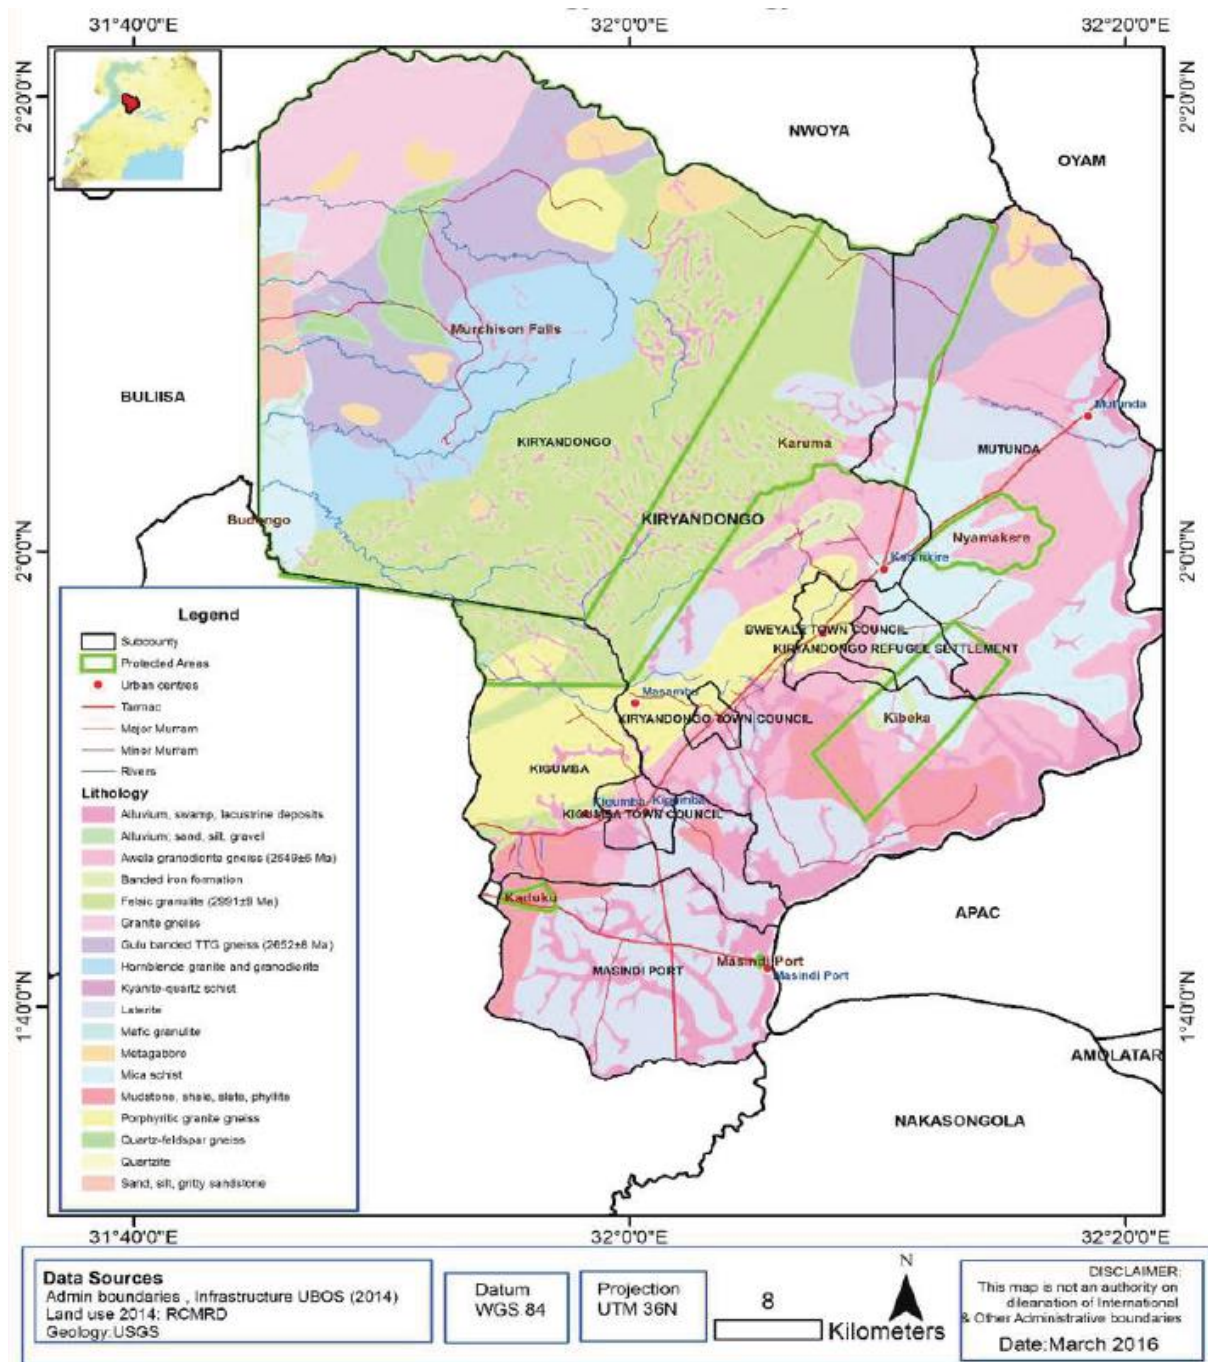 31°40'0"E
32°0'0"E
32°20'0"E
2°20'0"N
2°20'0"N
NWOYA
OYAM
Murchison Falls
BULIISA
Mutunda
KIRYANDONGO
Karuma
MUTUNDA
Budongo
KIRYANDONGO
Nyamakere
2°0'0"N
2°0'0"N
BWEYALE TOWN COUNCIL
KIRYANDONGO REFUGEE SETTLEMENT
Masambu
KIRYANDONGO TOWN COUNCIL
Kibeka
KIGUMBA
Kigumba
Kigumba
KIGUMBA TOWN COUNCIL
Kaduku
APAC
Masindi Port
MASINDI PORT
Masindi Port
1°40'0"N
1°40'0"N
AMOLATAR
NAKASONGOLA
Legend
Subcounty
Protected Areas
Urban centres
Tarmac
Major Murram
Minor Murram
Rivers
Lithology
Alluvium, swamp, lacustrine deposits
Alluvium, sand, silt, gravel
Awela granodiorite gneiss (2649±6 Ma)
Banded iron formation
Felsic granulite (2991±9 Ma)
Granite gneiss
Gulu banded TTG gneiss (2652±8 Ma)
Hornblende granite and granodiorite
Kyanite-quartz schist
Laterite
Mafic granulite
Metagabbro
Mica schist
Mudstone, shale, slate, phyllite
Porphyritic granite gneiss
Quartz-feldspar gneiss
Quartzite
Sand, silt, gritty sandstone
31°40'0"E
32°0'0"E
32°20'0"E
Data Sources
Admin boundaries , Infrastructure UBOS (2014)
Land use 2014: RCMRD
Geology:USGS
Datum
WGS 84
Projection
UTM 36N
8
Kilometers
N
DISCLAIMER:
This map is not an authority on
dileanation of International
& Other Administrative boundaries
Date:March 2016